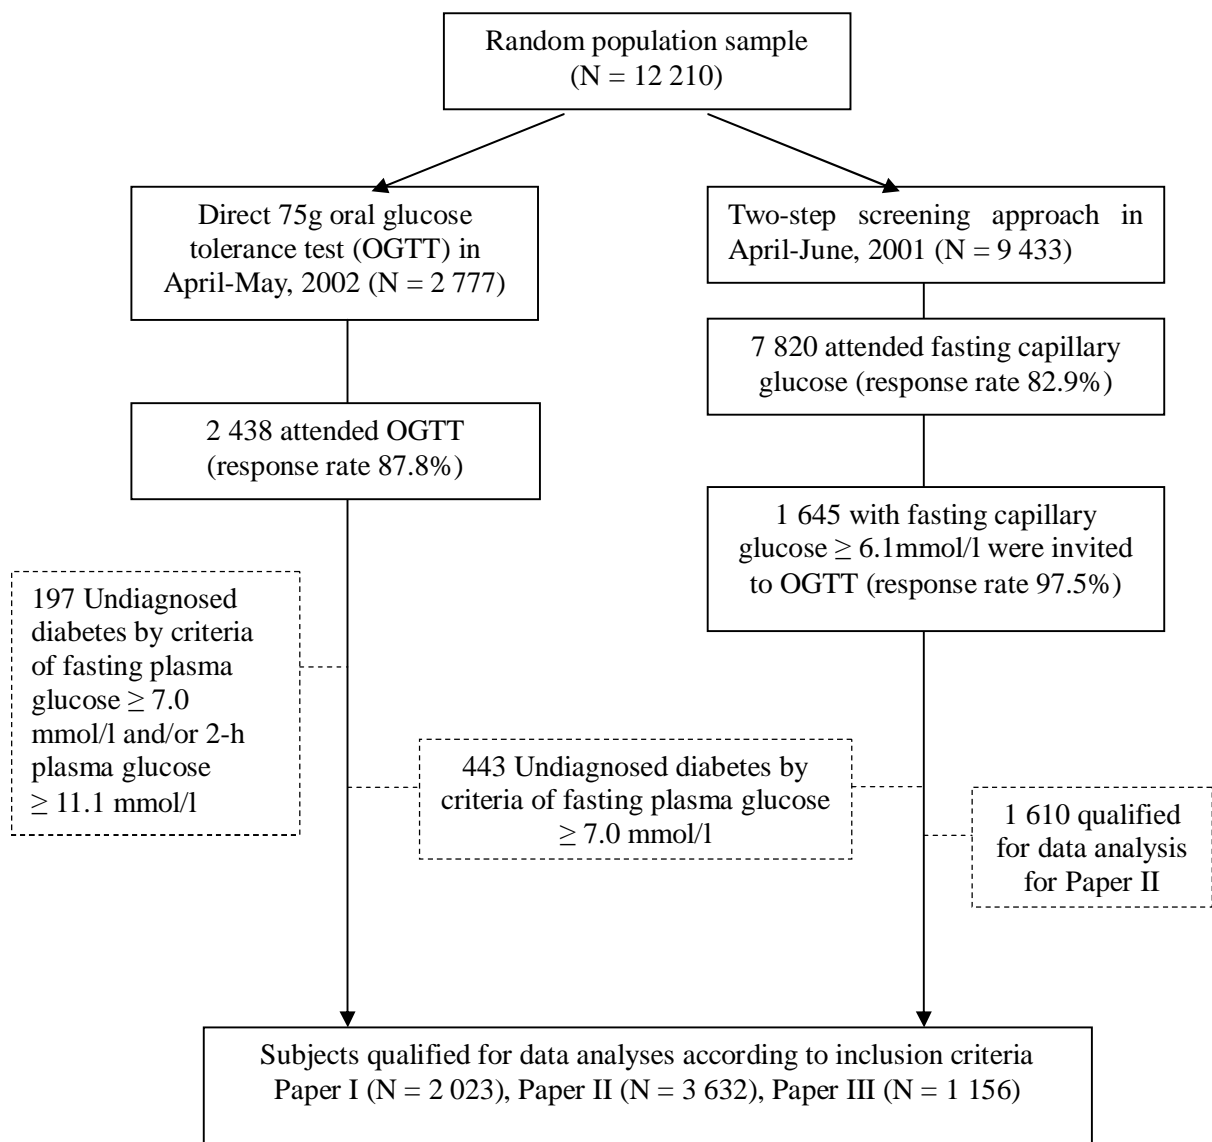 Random population sample
(N = 12 210)
Direct 75g oral glucose
tolerance test (OGTT) in
April-May, 2002 (N = 2 777)
Two-step screening approach in
April-June, 2001 (N = 9 433)
7 820 attended fasting capillary
glucose (response rate 82.9%)
2 438 attended OGTT
(response rate 87.8%)
1 645 with fasting capillary
glucose ≥ 6.1mmol/l were invited
to OGTT (response rate 97.5%)
197 Undiagnosed
diabetes by criteria
of fasting plasma
glucose ≥ 7.0
mmol/l and/or 2-h
plasma glucose
≥ 11.1 mmol/l
443 Undiagnosed diabetes by
criteria of fasting plasma glucose
≥ 7.0 mmol/l
1 610 qualified
for data analysis
for Paper II
Subjects qualified for data analyses according to inclusion criteria
Paper I (N = 2 023), Paper II (N = 3 632), Paper III (N = 1 156)